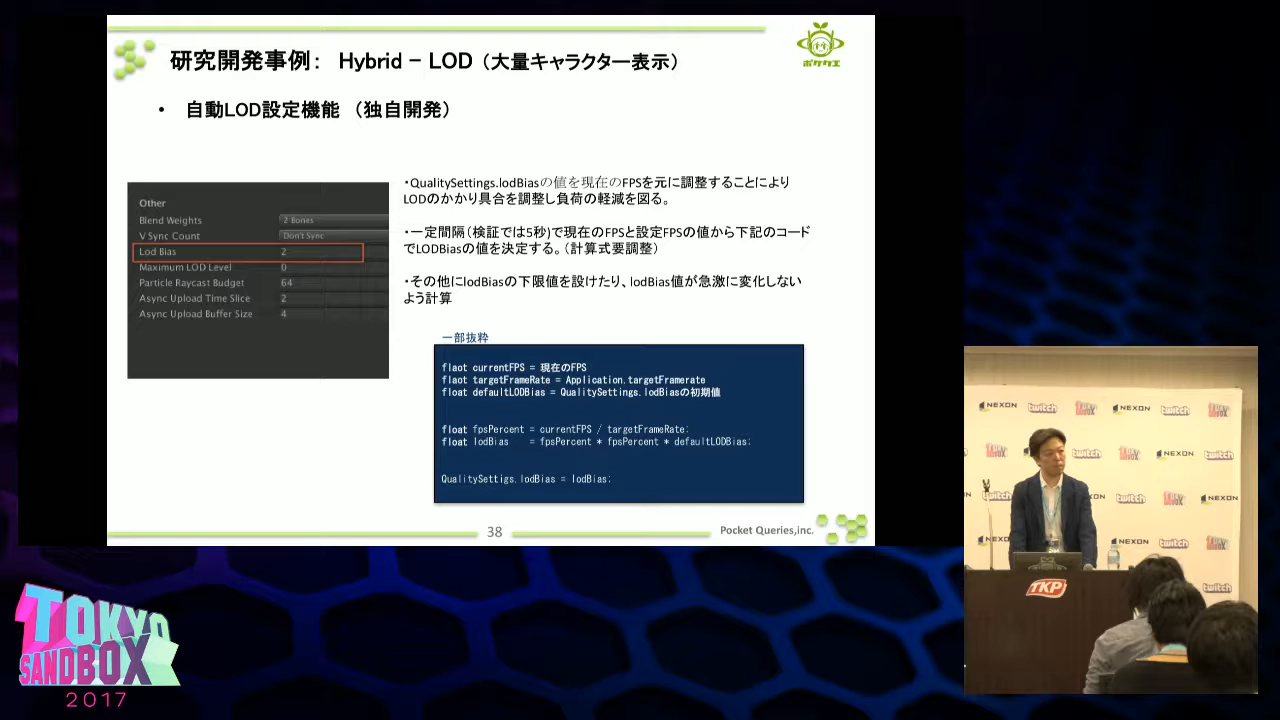 研究開発事例： Hybrid – LOD （大量キャラクター表示）
ポケクエ
• 自動LOD設定機能 （独自開発）
Other
Blend Weights 2 Bones
V Sync Count Don't Sync
Lod Bias 2
Maximum LOD Level 0
Particle Raycast Budget 64
Async Upload Time Slice 2
Async Upload Buffer Size 4
・QualitySettings.lodBiasの値を現在のFPSを元に調整することにより
LODのかかり具合を調整し負荷の軽減を図る。
・一定間隔（検証では5秒）で現在のFPSと設定FPSの値から下記のコード
でLODBiasの値を決定する。（計算式要調整）
・その他にlodBiasの下限値を設けたり、lodBias値が急激に変化しない
よう計算
一部抜粋
flaot currentFPS = 現在のFPS
flaot targetFrameRate = Application.targetFramerate
float defaultLODBias = QualitySettings.lodBiasの初期値
float fpsPercent = currentFPS / targetFrameRate;
float lodBias = fpsPercent * fpsPercent * defaultLODBias;
QualitySettigs.lodBias = lodBias;
38
Pocket Queries,inc.
NEXON twitch NEXON twitch
twitch NEXON twitch
twitch twitch NEXON
NEXON twitch
twitch
TKP
TOKYO
SANDBOX
2017